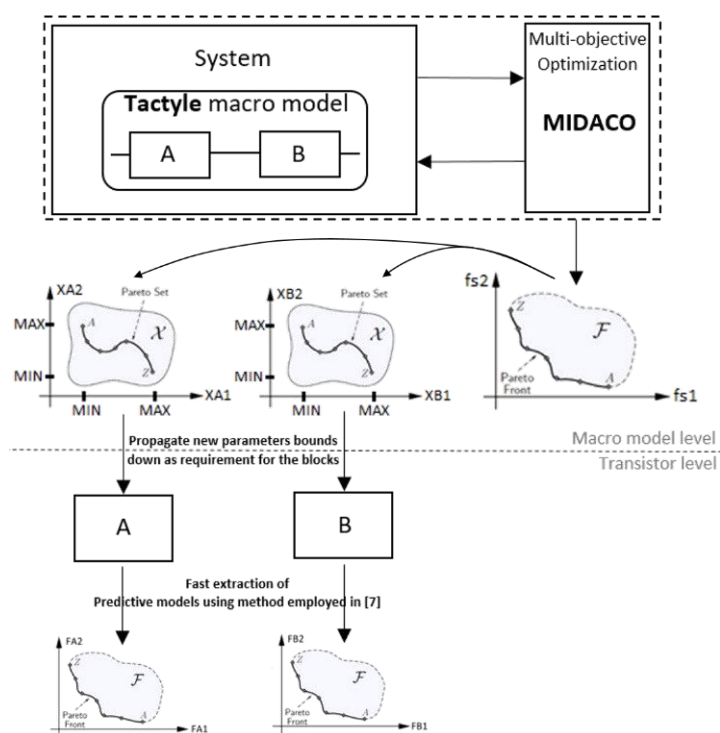 System
Tactyle macro model
A
B
Multi-objective
Optimization
MIDACO
XA2
Pareto Set
MAX
A
X
MIN
Z
XA1
MIN
MAX
XB2
Pareto Set
MAX
A
X
MIN
Z
XB1
MIN
MAX
fs2
Z
F
Pareto
Front
A
fs1
Propagate new parameters bounds
down as requirement for the blocks
Macro model level
Transistor level
A
B
Fast extraction of
Predictive models using method employed in [7]
FA2
Z
F
Pareto
Front
A
FA1
FB2
Z
F
Pareto
Front
A
FB1